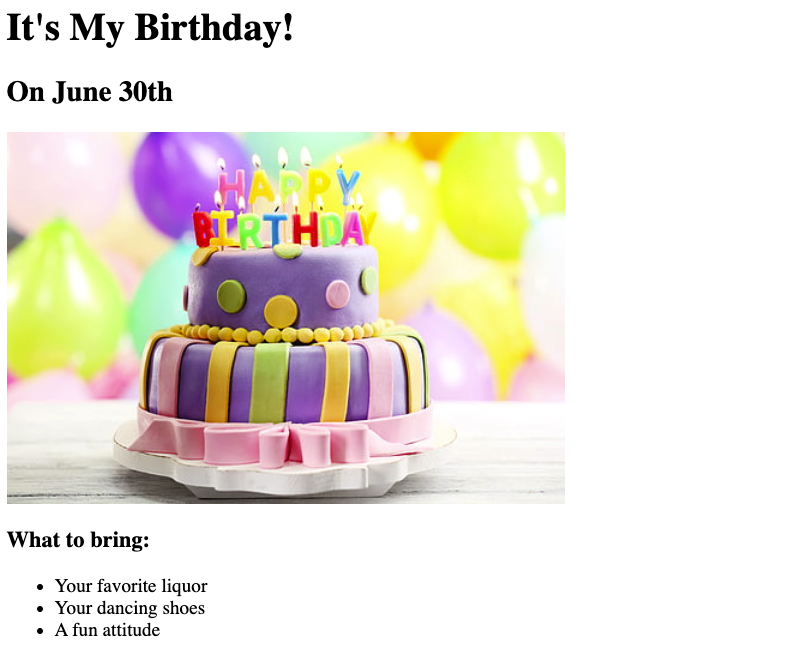 It's My Birthday!
On June 30th
HAPPY
BIRTHDAY
What to bring:
Your favorite liquor
Your dancing shoes
A fun attitude